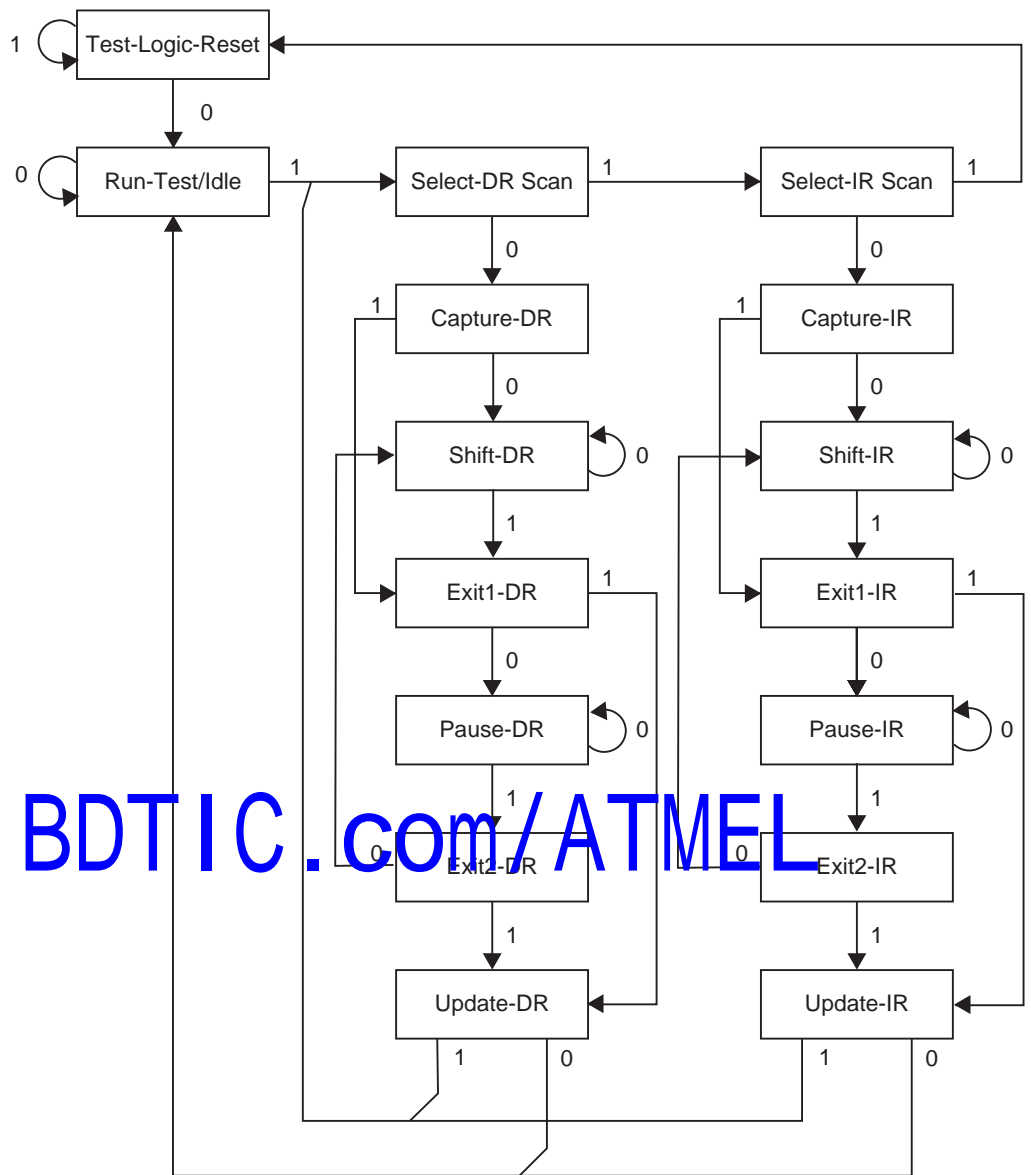 1
Test-Logic-Reset
0
0
Run-Test/Idle
1
Select-DR Scan
1
Select-IR Scan
1
0
0
1
Capture-DR
1
Capture-IR
0
0
Shift-DR
0
Shift-IR
0
1
1
Exit1-DR
1
Exit1-IR
1
0
0
Pause-DR
0
Pause-IR
0
1
1
BDTIC.com/ATMEL
0
Exit2-DR
0
Exit2-IR
1
1
Update-DR
Update-IR
1
0
1
0